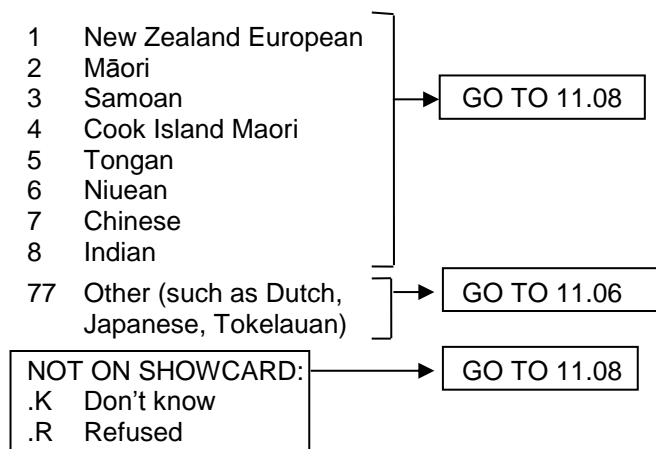 1 New Zealand European
2 Māori
3 Samoan
GO TO 11.08
4 Cook Island Maori
5 Tongan
6 Niuean
7 Chinese
8 Indian
77 Other (such as Dutch,
Japanese, Tokelauan)
GO TO 11.06
NOT ON SHOWCARD:
GO TO 11.08
.K Don't know
.R Refused